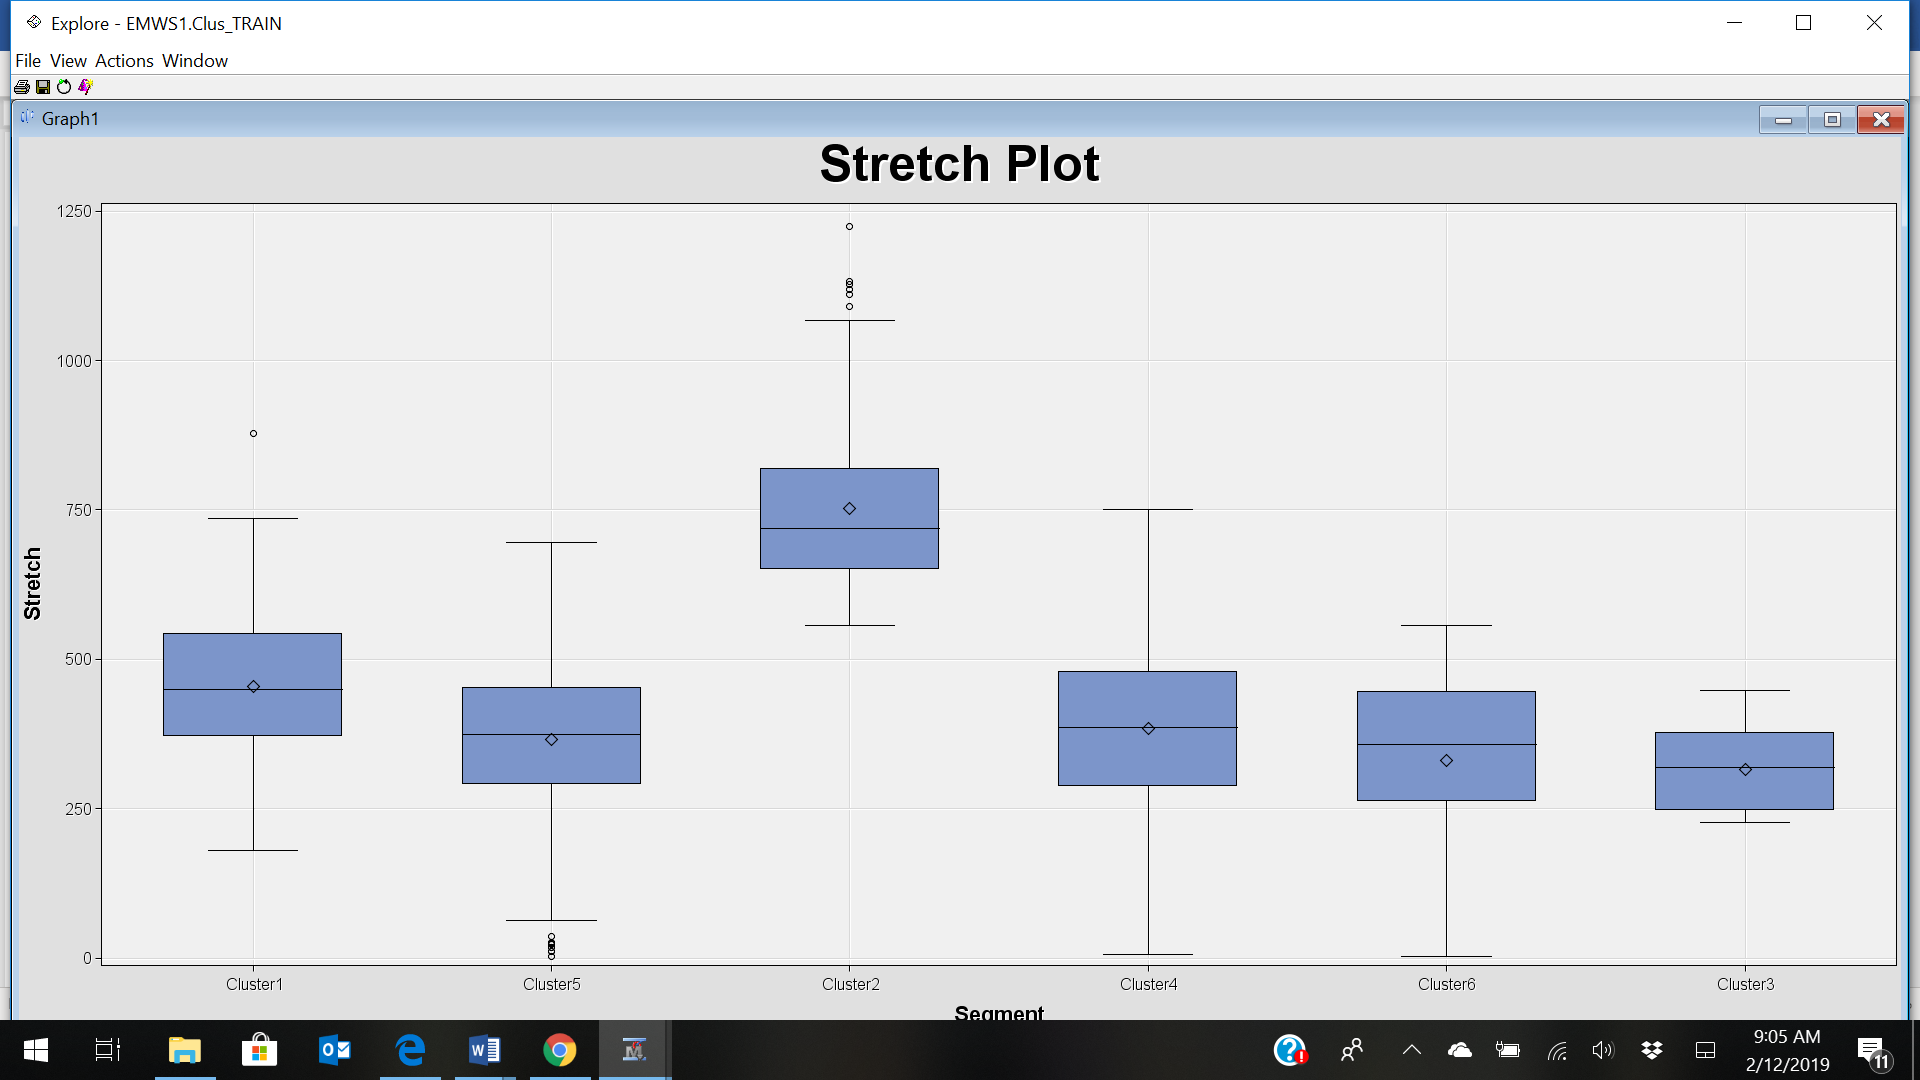 Explore - EMWS1.Clus_TRAIN
File View Actions Window
Graph1
Stretch Plot
1250
1000
750
500
250
0
Stretch
Cluster1 Cluster5 Cluster2 Cluster4 Cluster6 Cluster3
Segment
9:05 AM
2/12/2019
11